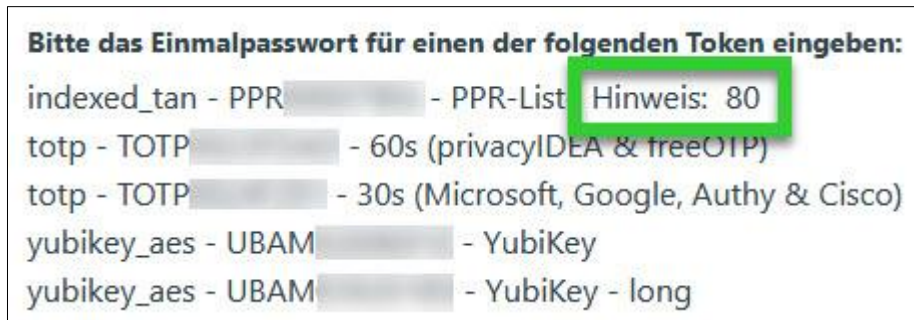 Bitte das Einmalpasswort für einen der folgenden Token eingeben:
indexed_tan - PPR - PPR-List Hinweis: 80
totp - TOTP - 60s (privacyIDEA & freeOTP)
totp - TOTP - 30s (Microsoft, Google, Authy & Cisco)
yubikey_aes - UBAM - YubiKey
yubikey_aes - UBAM - YubiKey - long